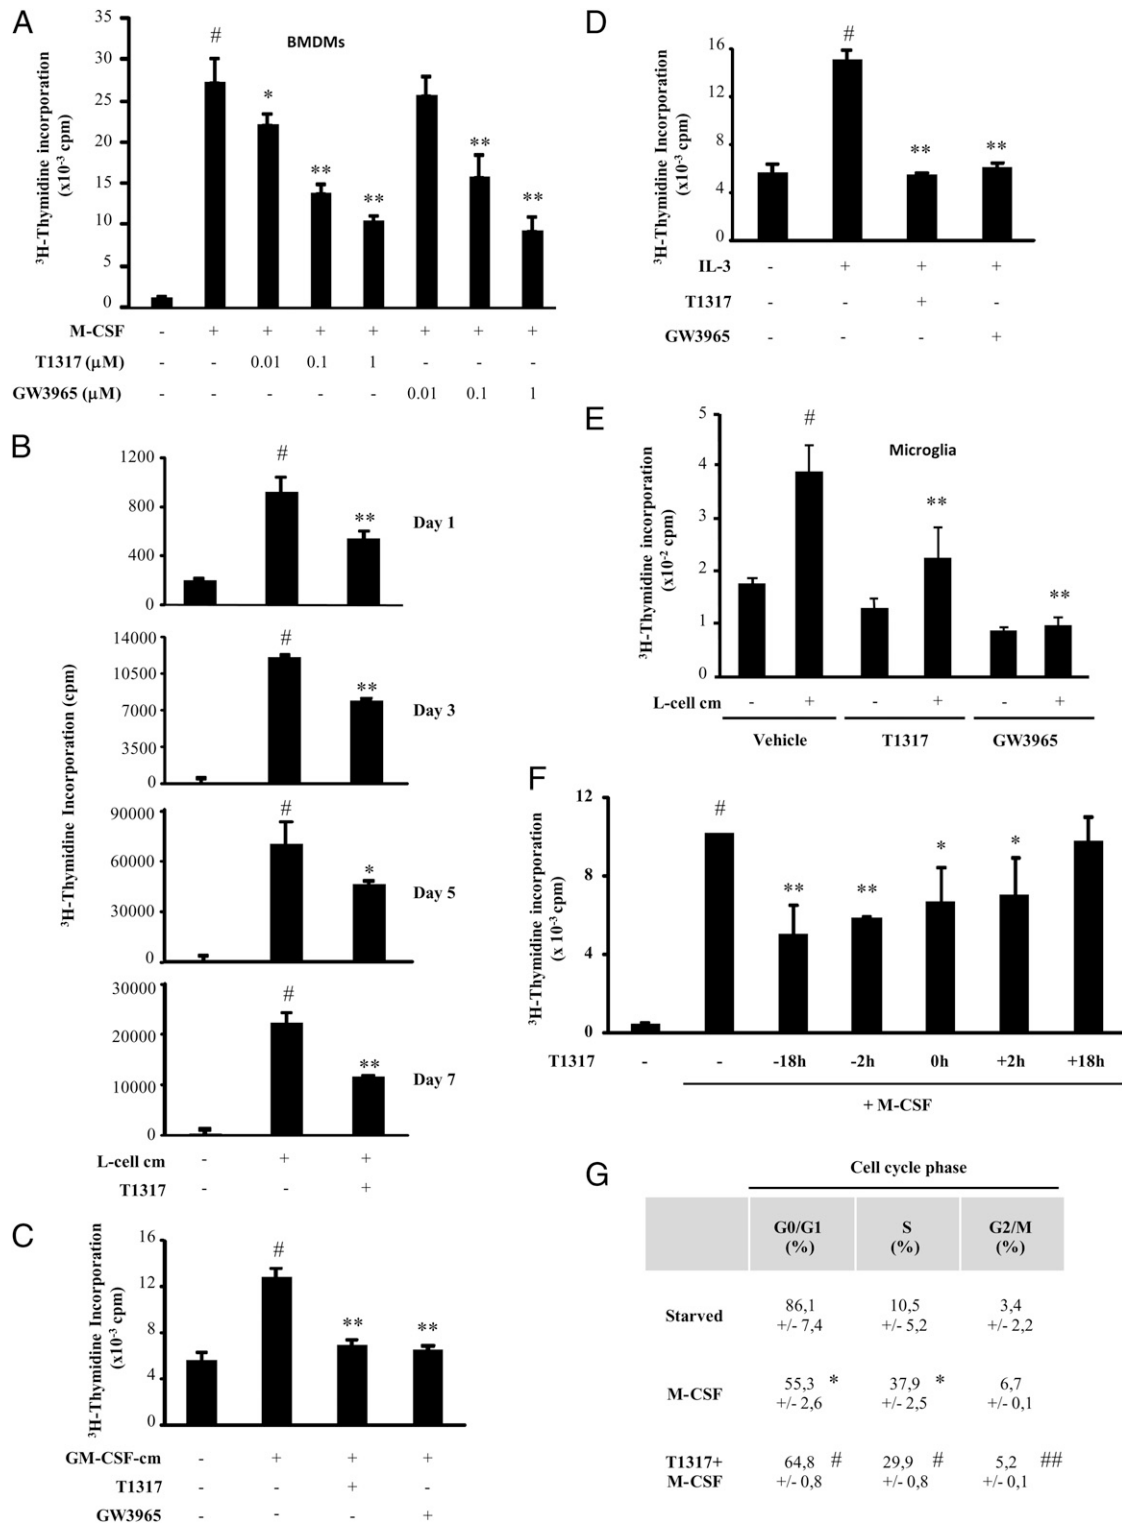 A
³H-Thymidine incorporation
(x10⁻³ cpm)
BMDMs
35
30
25
20
15
10
5
0
# * ** ** ** **
M-CSF - + + + + + + +
T1317 (µM) - - 0.01 0.1 1 - - -
GW3965 (µM) - - - - - 0.01 0.1 1
B
³H-Thymidine Incorporation (cpm)
1200
800
400
0
# **
Day 1
14000
10500
7000
3500
0
# **
Day 3
90000
60000
30000
0
# *
Day 5
30000
20000
10000
0
# **
Day 7
L-cell cm - + +
T1317 - - +
C
³H-Thymidine Incorporation
(x10⁻³ cpm)
16
12
8
4
0
# ** **
GM-CSF-cm - + + +
T1317 - - + -
GW3965 - - - +
D
³H-Thymidine Incorporation
(x10⁻³ cpm)
16
12
8
4
0
# ** **
IL-3 - + + +
T1317 - - + -
GW3965 - - - +
E
³H-Thymidine incorporation
(x10⁻² cpm)
Microglia
5
4
3
2
1
0
# ** **
L-cell cm - + - + - +
Vehicle T1317 GW3965
F
³H-Thymidine incorporation
(x 10⁻³ cpm)
12
8
4
0
# ** ** * *
T1317 - - -18h -2h 0h +2h +18h
+ M-CSF
G
Cell cycle phase
G0/G1 S G2/M
(%) (%) (%)
Starved 86,1 10,5 3,4
+/- 7,4 +/- 5,2 +/- 2,2
M-CSF 55,3 * 37,9 * 6,7
+/- 2,6 +/- 2,5 +/- 0,1
T1317+ 64,8 # 29,9 # 5,2 ##
M-CSF +/- 0,8 +/- 0,8 +/- 0,1